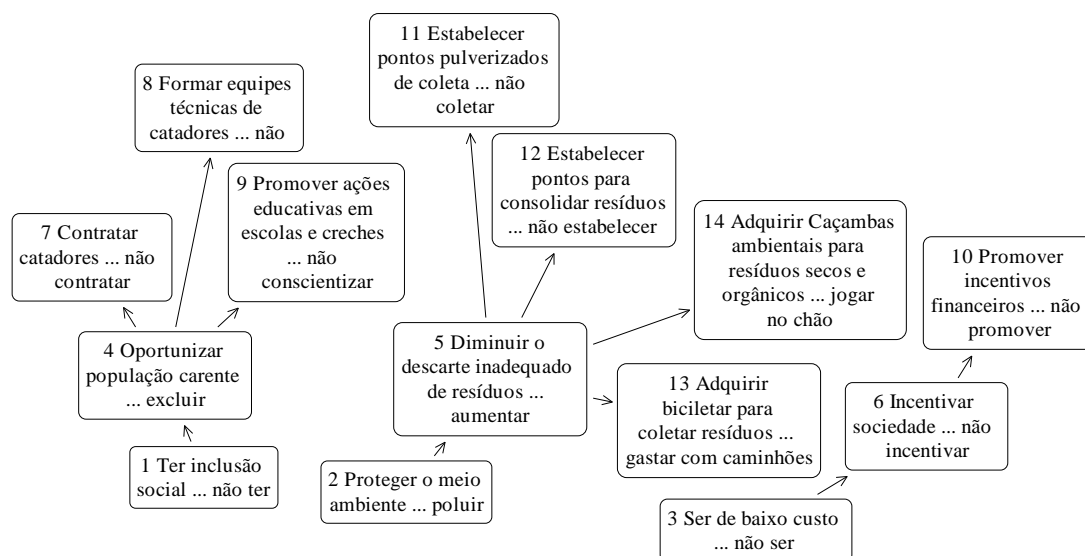 11 Estabelecer
pontos pulverizados
de coleta ... não
coletar
8 Formar equipes
técnicas de
catadores ... não
12 Estabelecer
pontos para
consolidar resíduos
... não estabelecer
9 Promover ações
educativas em
escolas e creches
... não
conscientizar
7 Contratar
catadores ... não
contratar
14 Adquirir Caçambas
ambientais para
resíduos secos e
orgânicos ... jogar
no chão
10 Promover
incentivos
financeiros ... não
promover
4 Oportunizar
população carente
... excluir
5 Diminuir o
descarte inadequado
de resíduos ...
aumentar
13 Adquirir
biciletar para
coletar resíduos ...
gastar com caminhões
6 Incentivar
sociedade ... não
incentivar
1 Ter inclusão
social ... não ter
2 Proteger o meio
ambiente ... poluir
3 Ser de baixo custo
... não ser